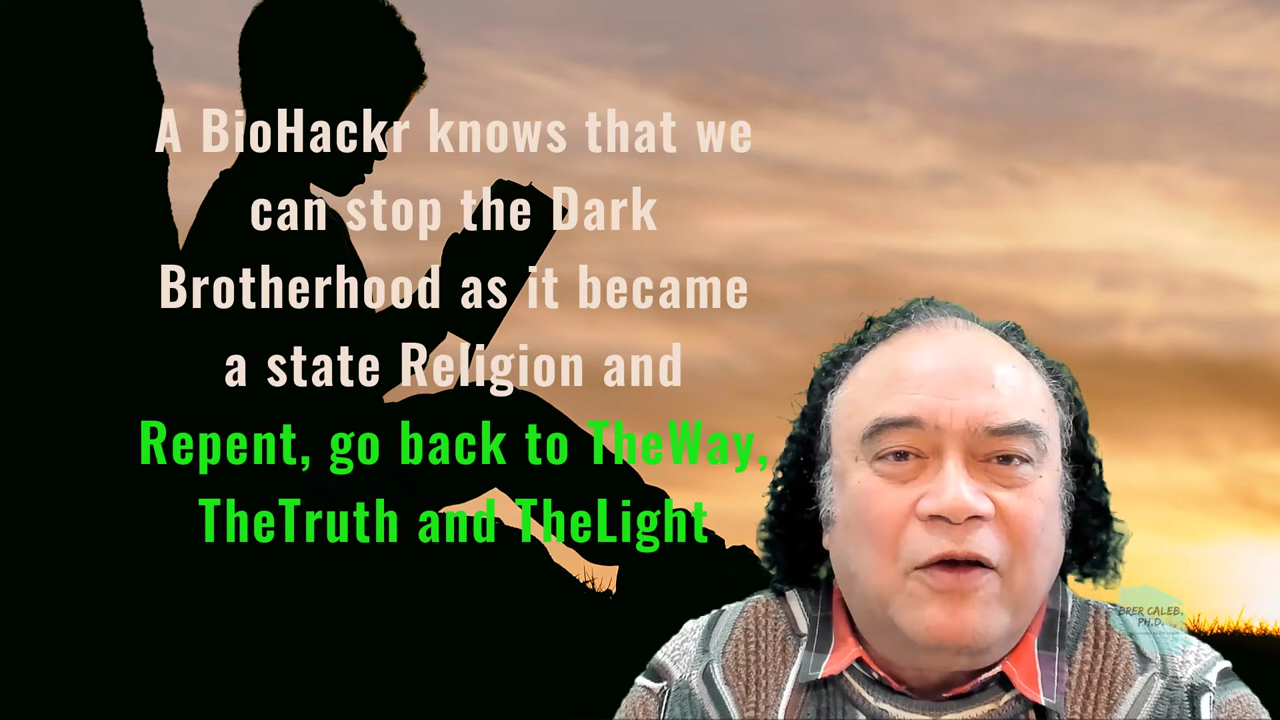 A BioHackr knows that we
can stop the Dark
Brotherhood as it became
a state Religion and
Repent, go back to TheWay,
TheTruth and TheLight
BRER CALEB,
PH.D.